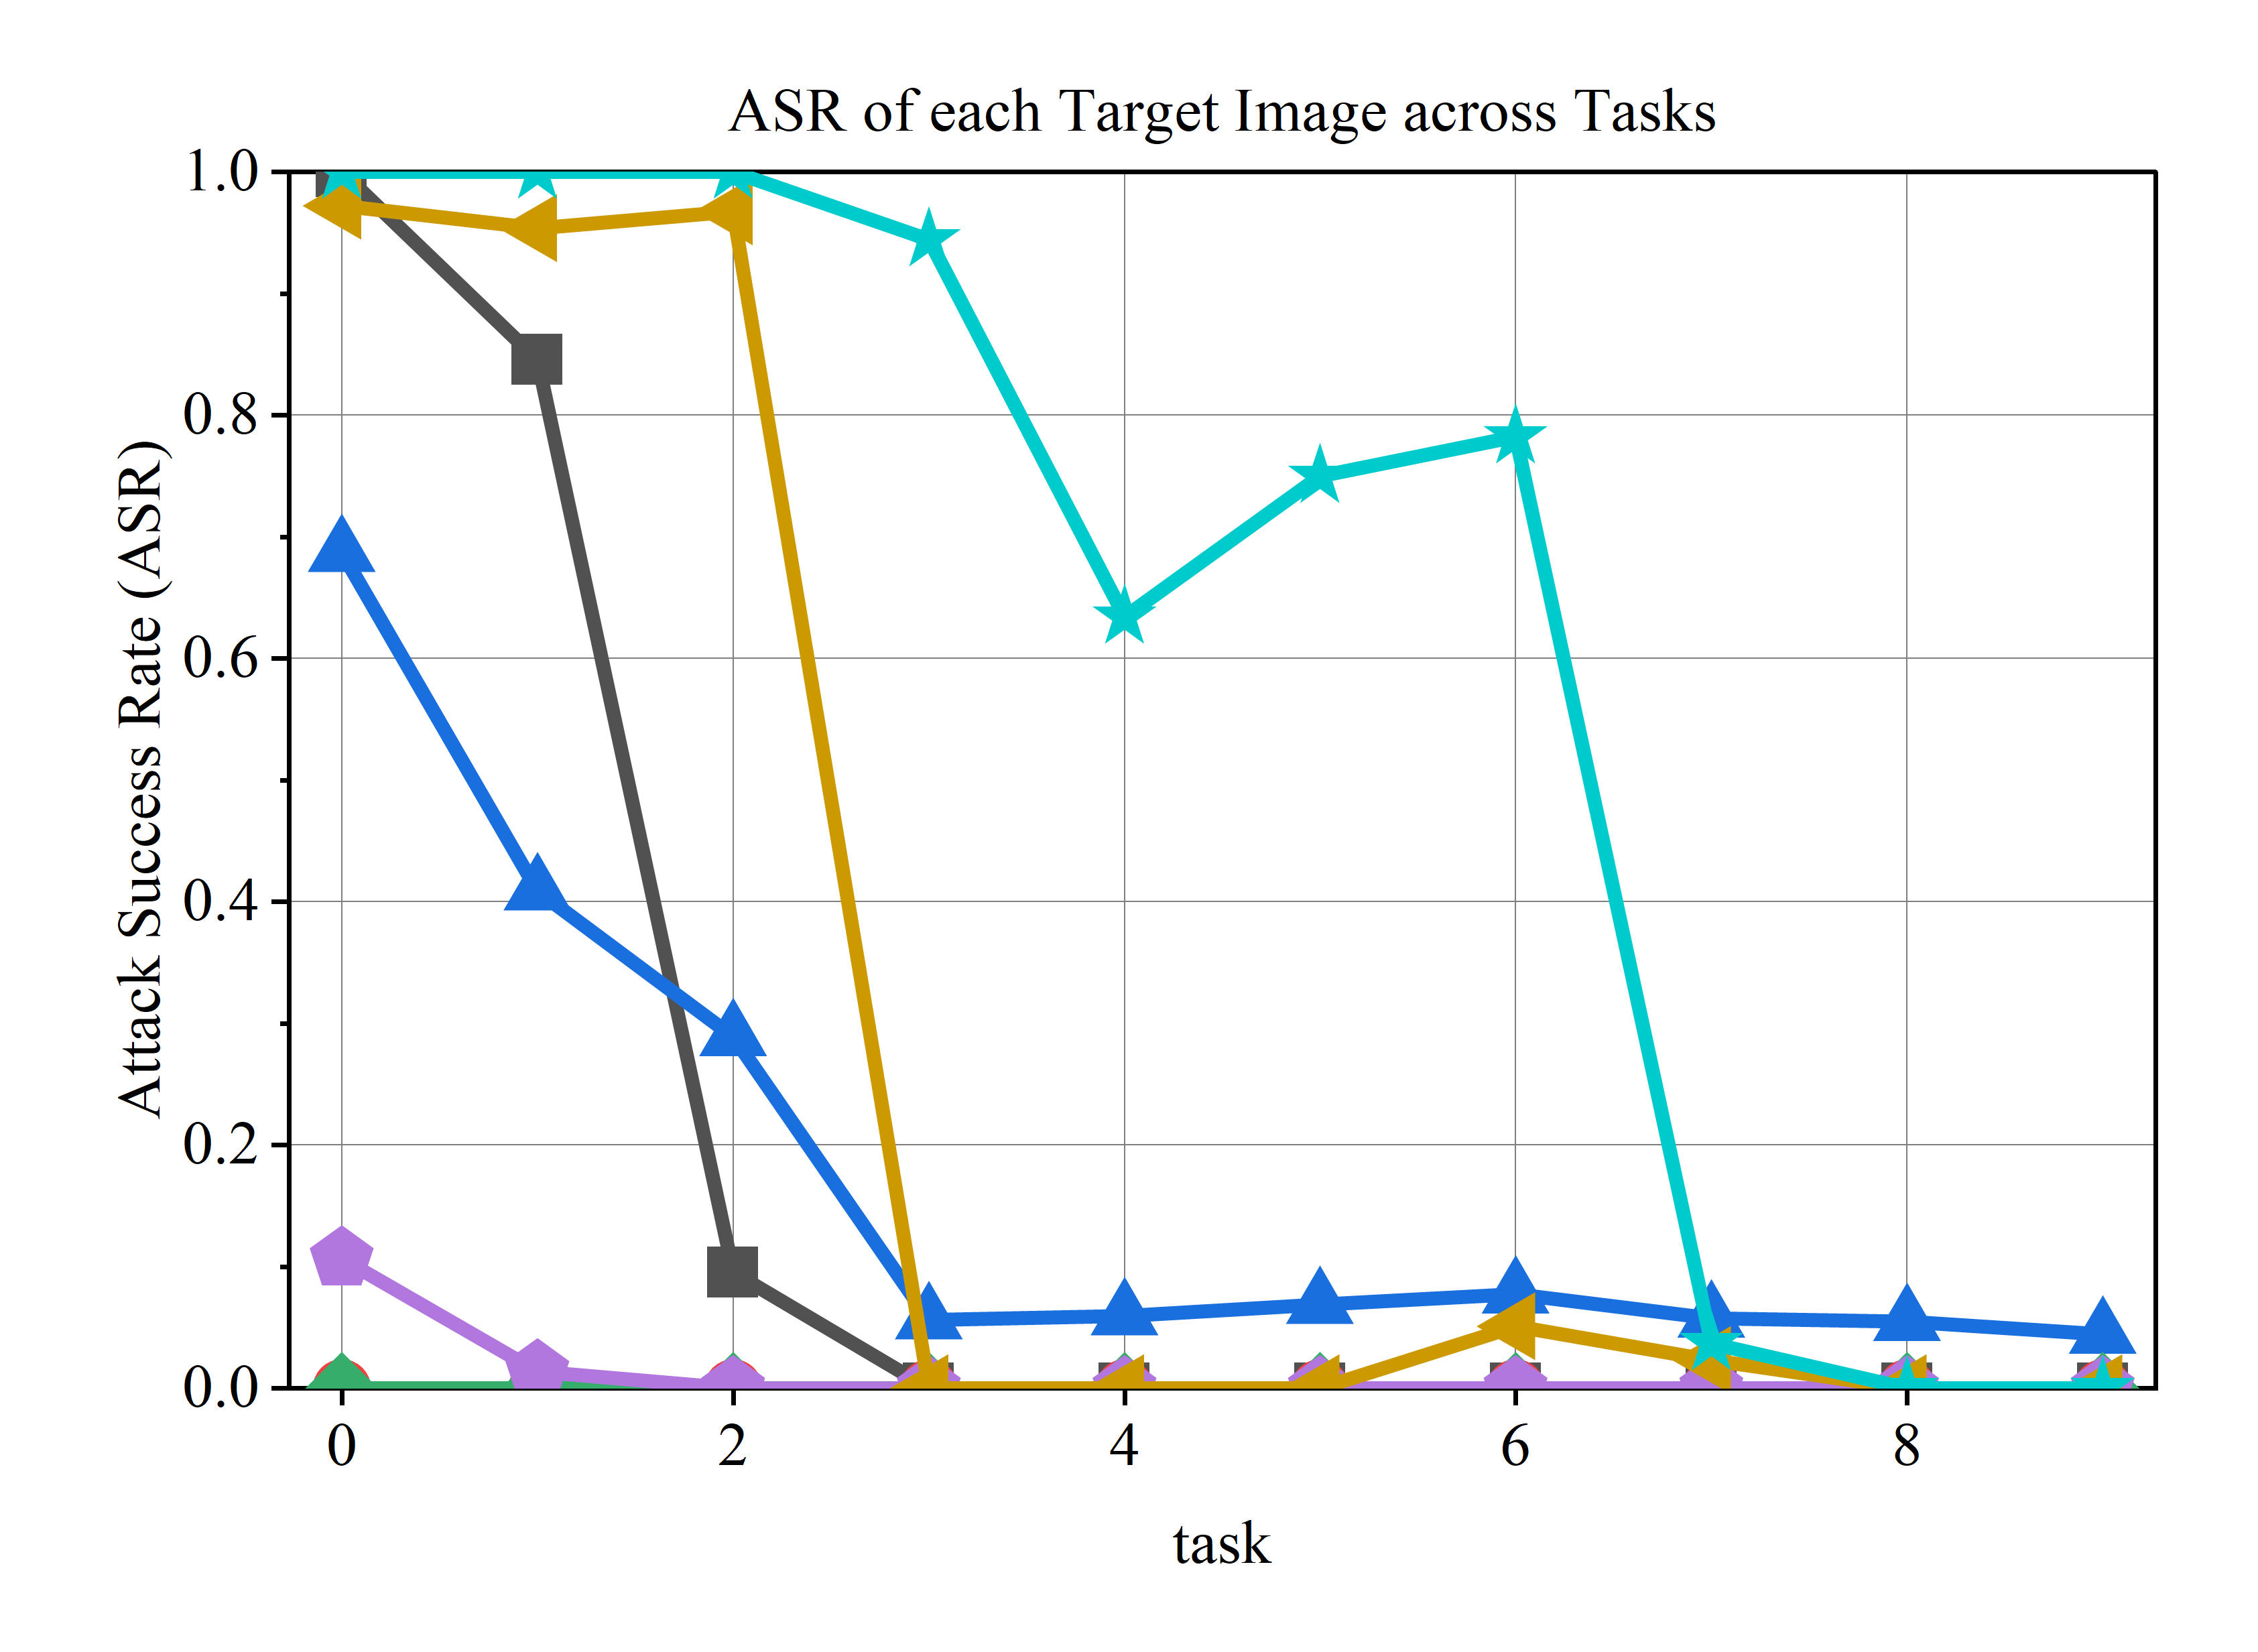 ASR of each Target Image across Tasks
Attack Success Rate (ASR)
1.0
0.8
0.6
0.4
0.2
0.0
0 2 4 6 8
task